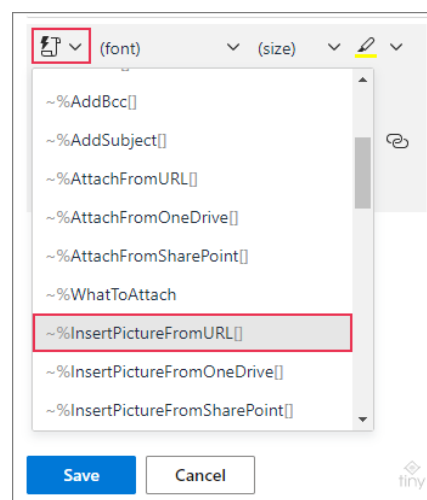 (font) (size)
~%AddBcc[]
~%AddSubject[]
~%AttachFromURL[]
~%AttachFromOneDrive[]
~%AttachFromSharePoint[]
~%WhatToAttach
~%InsertPictureFromURL[]
~%InsertPictureFromOneDrive[]
~%InsertPictureFromSharePoint[]
Save Cancel
tiny